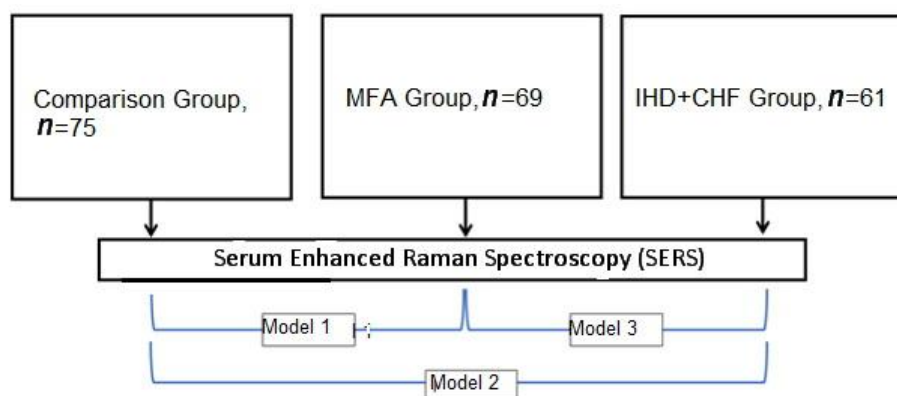 Comparison Group,
n=75
MFA Group, n=69
IHD+CHF Group, n=61
Serum Enhanced Raman Spectroscopy (SERS)
Model 1
Model 3
Model 2